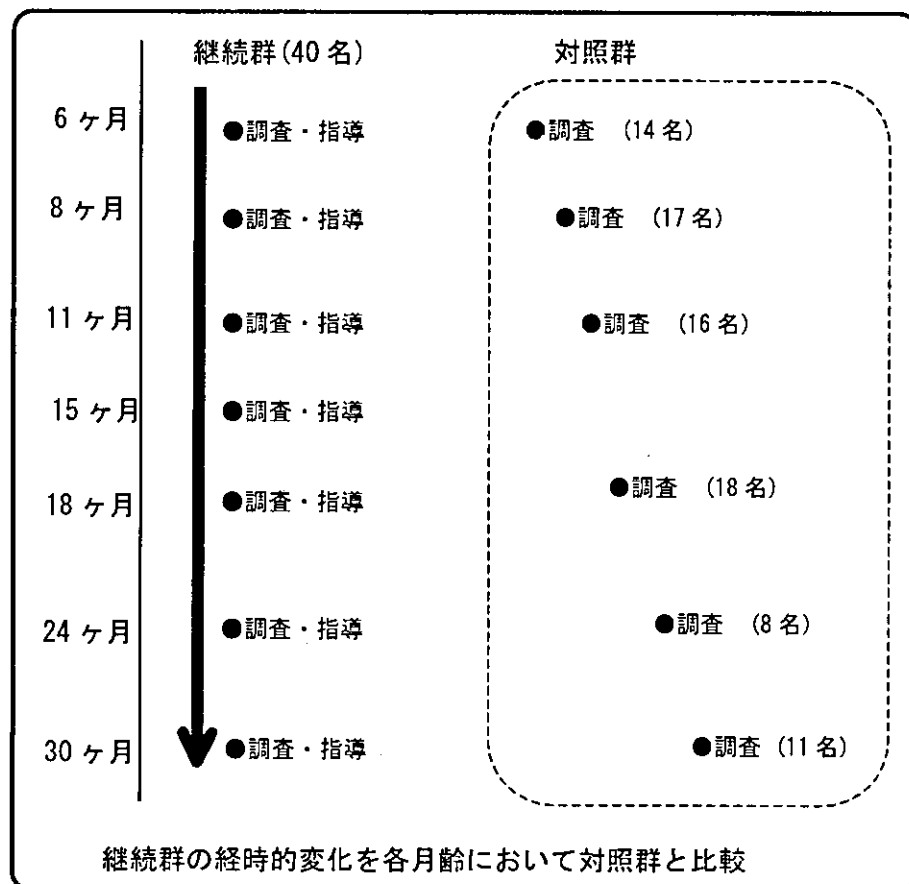 継続群(40名) 対照群
6ヶ月 ●調査・指導 ●調査 (14名)
8ヶ月 ●調査・指導 ●調査 (17名)
11ヶ月 ●調査・指導 ●調査 (16名)
15ヶ月 ●調査・指導
18ヶ月 ●調査・指導 ●調査 (18名)
24ヶ月 ●調査・指導 ●調査 (8名)
30ヶ月 ●調査・指導 ●調査 (11名)
継続群の経時的変化を各月齢において対照群と比較